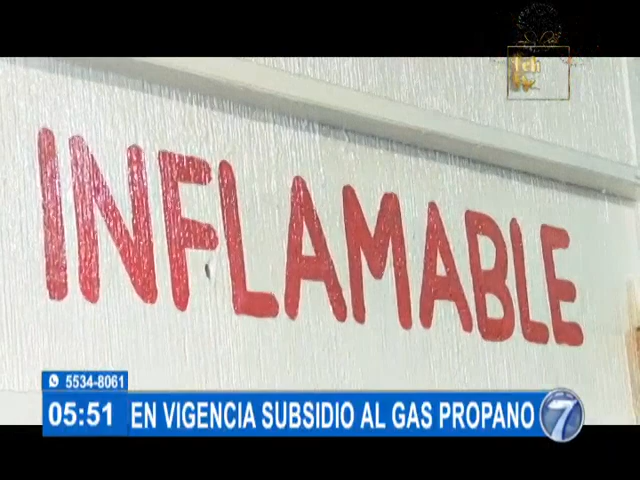 INFLAMABLE
5534-8061
05:51 EN VIGENCIA SUBSIDIO AL GAS PROPANO 7